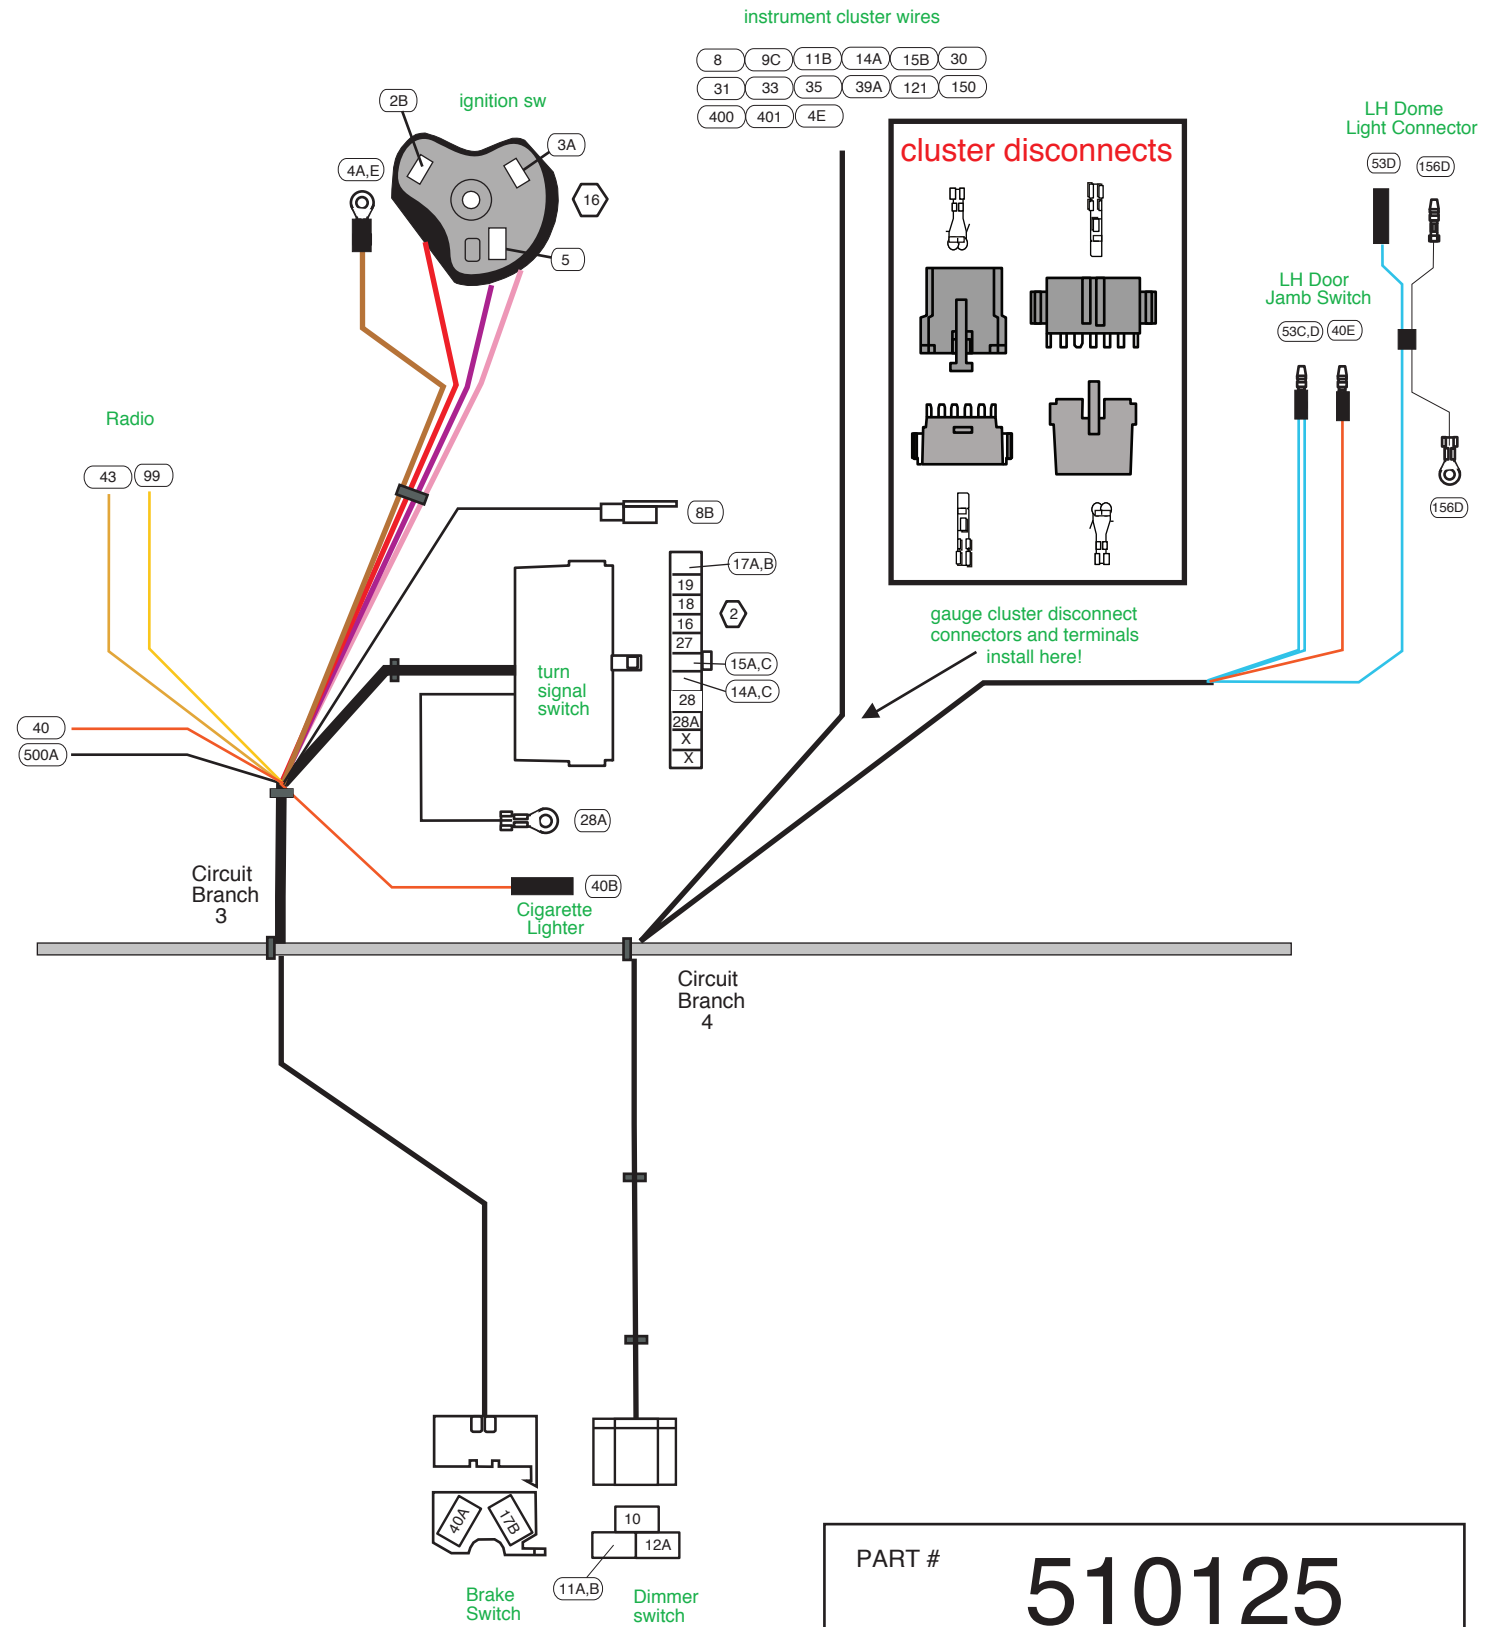 instrument cluster wires
8 9C 11B 14A 15B 30
31 33 35 39A 121 150
400 401 4E
ignition sw
2B
3A
4A,E
16
5
cluster disconnects
LH Dome
Light Connector
53D 156D
LH Door
Jamb Switch
53C,D 40E
156D
Radio
43 99
8B
17A,B
19
18
2
16
27
15A,C
14A,C
28
28A
X
X
turn
signal
switch
gauge cluster disconnect
connectors and terminals
install here!
40
500A
28A
40B
Cigarette
Lighter
Circuit
Branch
3
Circuit
Branch
4
40A 17B
10
12A
11A,B
Brake
Switch
Dimmer
switch
PART # 510125